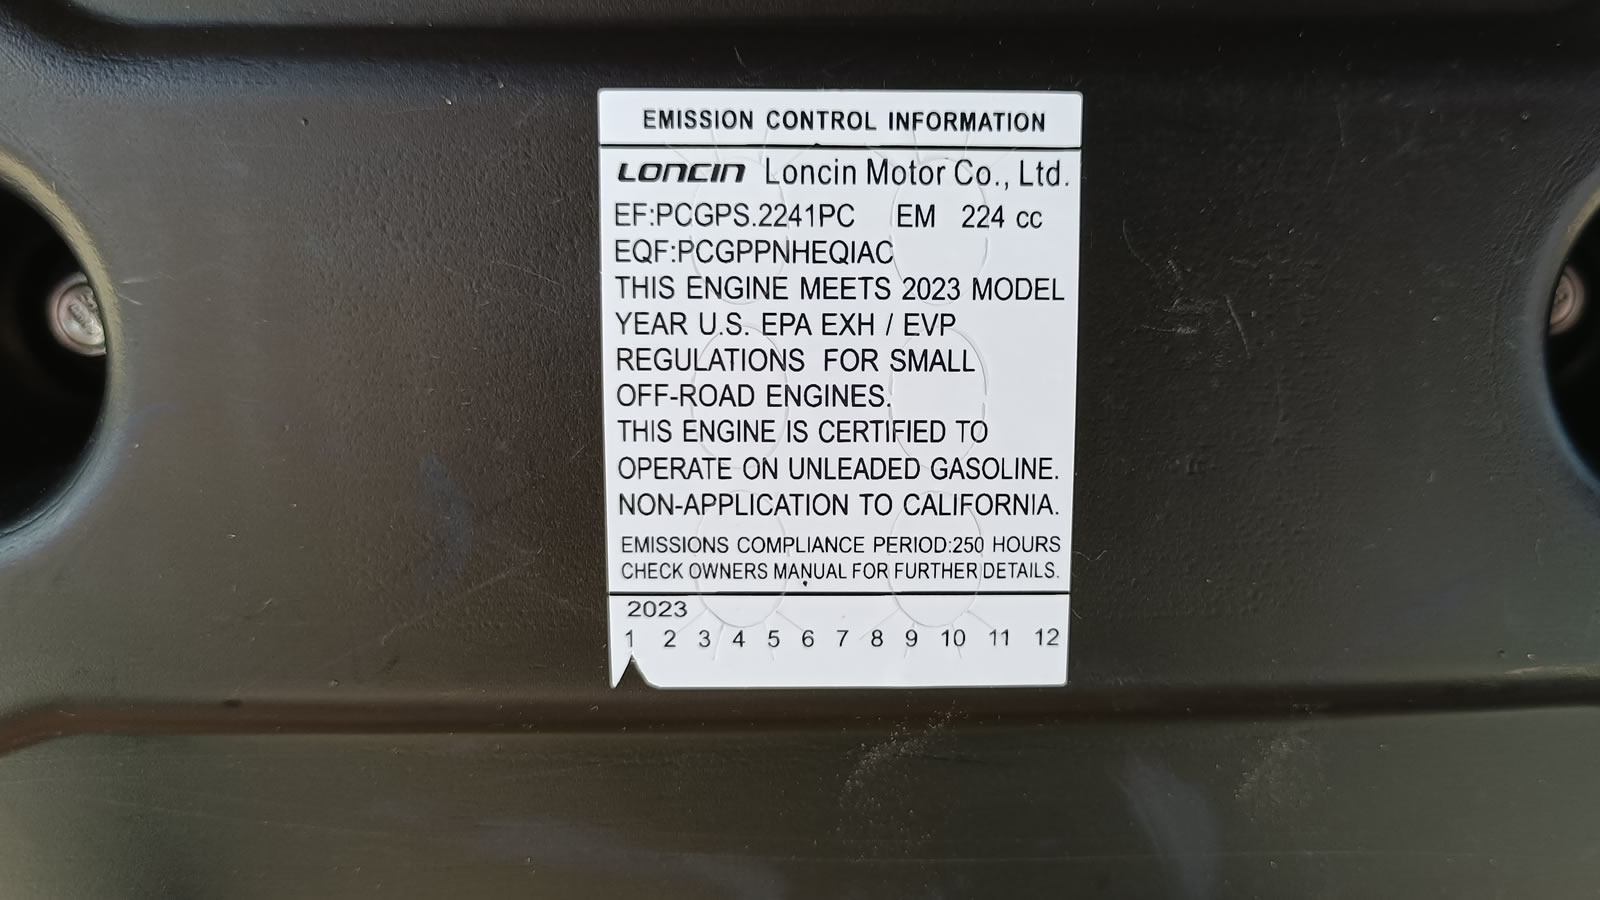 EMISSION CONTROL INFORMATION
LONCIN Loncin Motor Co., Ltd.
EF:PCGPS.2241PC EM 224 cc
EQF:PCGPPNHEQIAC
THIS ENGINE MEETS 2023 MODEL
YEAR U.S. EPA EXH / EVP
REGULATIONS FOR SMALL
OFF-ROAD ENGINES.
THIS ENGINE IS CERTIFIED TO
OPERATE ON UNLEADED GASOLINE.
NON-APPLICATION TO CALIFORNIA.
EMISSIONS COMPLIANCE PERIOD:250 HOURS
CHECK OWNERS MANUAL FOR FURTHER DETAILS.
2023
1 2 3 4 5 6 7 8 9 10 11 12